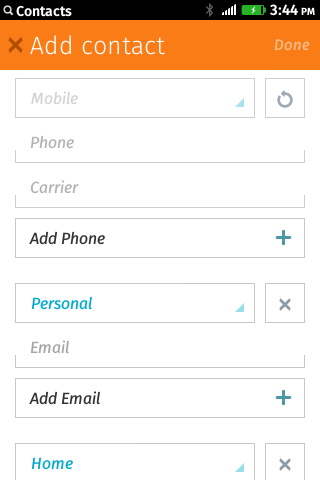 Contacts 3:44 PM
Add contact Done
Mobile
Phone
Carrier
Add Phone
Personal
Email
Add Email
Home